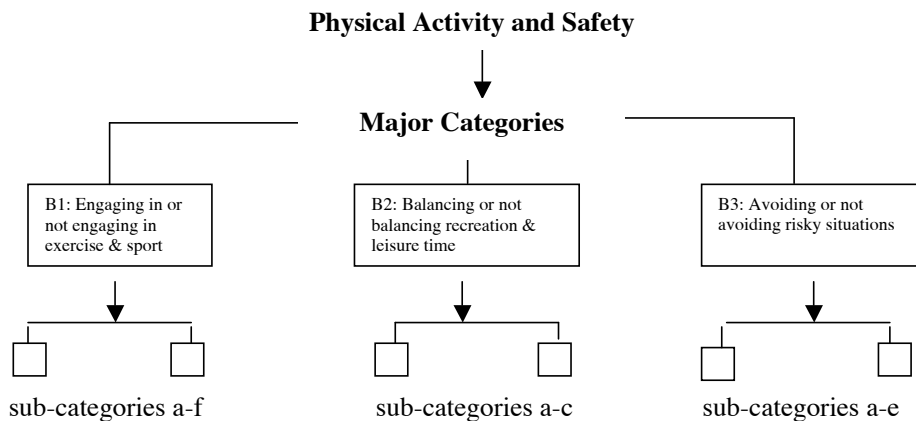 Physical Activity and Safety
Major Categories
B1: Engaging in or
not engaging in
exercise & sport
B2: Balancing or not
balancing recreation &
leisure time
B3: Avoiding or not
avoiding risky situations
sub-categories a-f
sub-categories a-c
sub-categories a-e